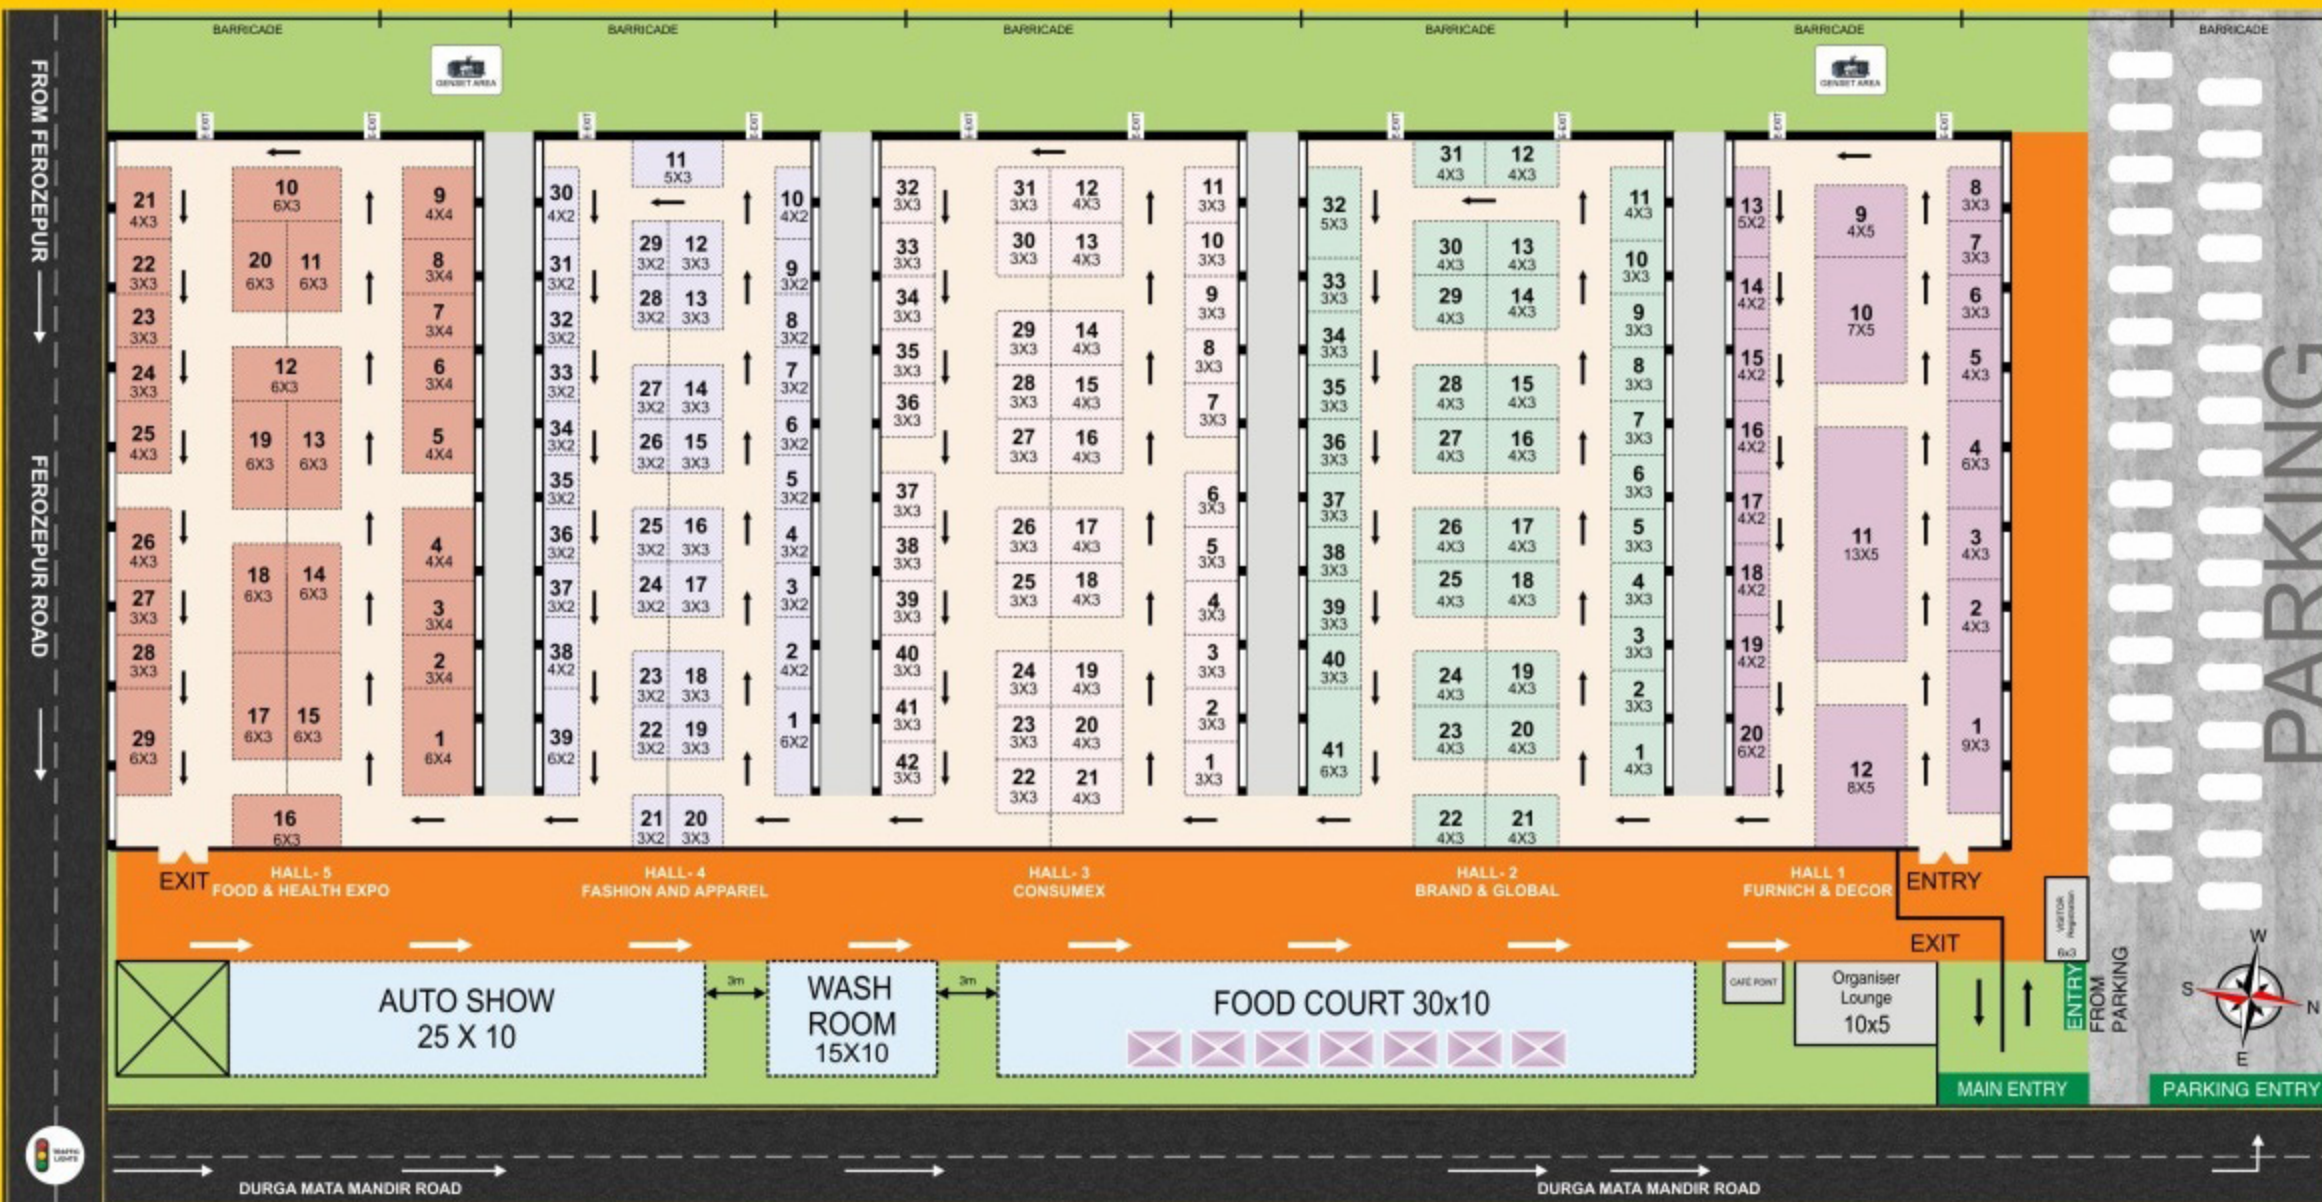 BARRICADE
BARRICADE
BARRICADE
BARRICADE
BARRICADE
BARRICADE
GENSET AREA
GENSET AREA
FROM FEROZEPUR
FEROZEPUR ROAD
E-EXIT
E-EXIT
E-EXIT
E-EXIT
E-EXIT
E-EXIT
E-EXIT
E-EXIT
E-EXIT
E-EXIT
21
4X3
22
3X3
23
3X3
24
3X3
25
4X3
26
4X3
27
3X3
28
3X3
29
6X3
10
6X3
20 11
6X3 6X3
12
6X3
19 13
6X3 6X3
18 14
6X3 6X3
17 15
6X3 6X3
16
6X3
9
4X4
8
3X4
7
3X4
6
3X4
5
4X4
4
4X4
3
3X4
2
3X4
1
6X4
30
4X2
31
3X2
32
3X2
33
3X2
34
3X2
35
3X2
36
3X2
37
3X2
38
4X2
39
6X2
11
5X3
29 12
3X2 3X3
28 13
3X2 3X3
27 14
3X2 3X3
26 15
3X2 3X3
25 16
3X2 3X3
24 17
3X2 3X3
23 18
3X2 3X3
22 19
3X2 3X3
21 20
3X2 3X3
10
4X2
9
3X2
8
3X2
7
3X2
6
3X2
5
3X2
4
3X2
3
3X2
2
4X2
1
6X2
32
3X3
33
3X3
34
3X3
35
3X3
36
3X3
37
3X3
38
3X3
39
3X3
40
3X3
41
3X3
42
3X3
31 12
3X3 4X3
30 13
3X3 4X3
29 14
3X3 4X3
28 15
3X3 4X3
27 16
3X3 4X3
26 17
3X3 4X3
25 18
3X3 4X3
24 19
3X3 4X3
23 20
3X3 4X3
22 21
3X3 4X3
11
3X3
10
3X3
9
3X3
8
3X3
7
3X3
6
3X3
5
3X3
4
3X3
3
3X3
2
3X3
1
3X3
32
5X3
33
3X3
34
3X3
35
3X3
36
3X3
37
3X3
38
3X3
39
3X3
40
3X3
41
6X3
31 12
4X3 4X3
30 13
4X3 4X3
29 14
4X3 4X3
28 15
4X3 4X3
27 16
4X3 4X3
26 17
4X3 4X3
25 18
4X3 4X3
24 19
4X3 4X3
23 20
4X3 4X3
22 21
4X3 4X3
11
4X3
10
3X3
9
3X3
8
3X3
7
3X3
6
3X3
5
3X3
4
3X3
3
3X3
2
3X3
1
4X3
13
5X2
14
4X2
15
4X2
16
4X2
17
4X2
18
4X2
19
4X2
20
6X2
9
4X5
10
7X5
11
13X5
12
8X5
8
3X3
7
3X3
6
3X3
5
4X3
4
6X3
3
4X3
2
4X3
1
9X3
PARKING
EXIT
HALL- 5
FOOD & HEALTH EXPO
HALL- 4
FASHION AND APPAREL
HALL- 3
CONSUMEX
HALL- 2
BRAND & GLOBAL
HALL 1
FURNICH & DECOR
ENTRY
EXIT
VISITOR
Registration
6x3
AUTO SHOW
25 X 10
3m
WASH
ROOM
15X10
3m
FOOD COURT 30x10
CAFÉ POINT
Organiser
Lounge
10x5
ENTRY
FROM
PARKING
W
S
N
E
MAIN ENTRY
PARKING ENTRY
TRAFFIC
LIGHTS
DURGA MATA MANDIR ROAD
DURGA MATA MANDIR ROAD